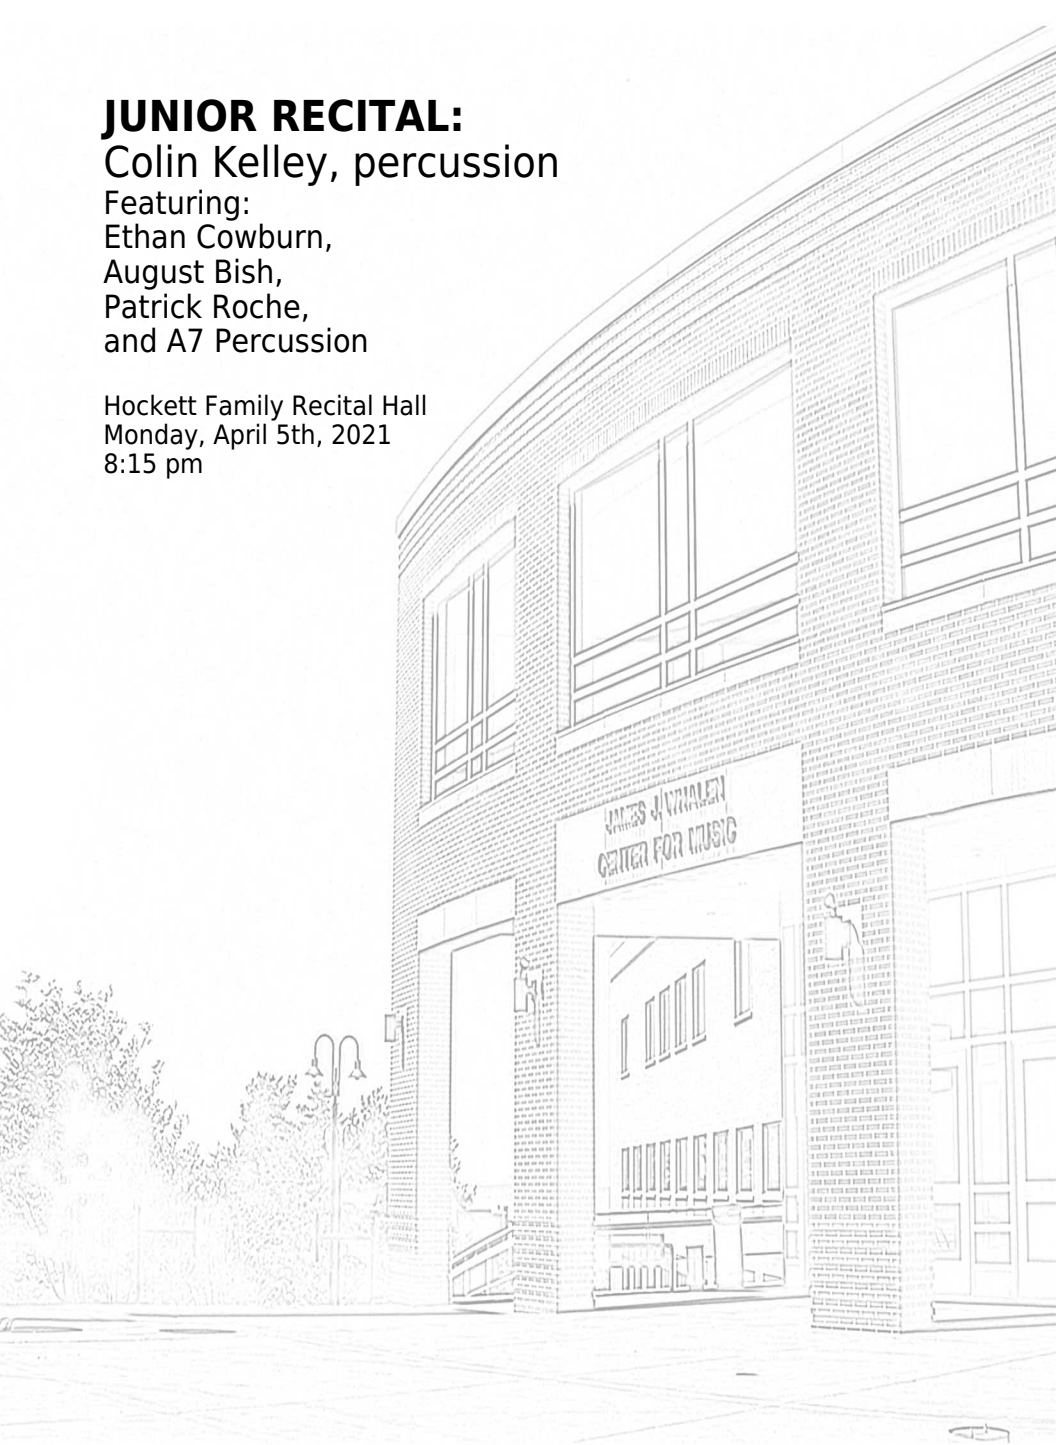 JUNIOR RECITAL:
Colin Kelley, percussion
Featuring:
Ethan Cowburn,
August Bish,
Patrick Roche,
and A7 Percussion
Hockett Family Recital Hall
Monday, April 5th, 2021
8:15 pm
JAMES J. WHALEN
CENTER FOR MUSIC